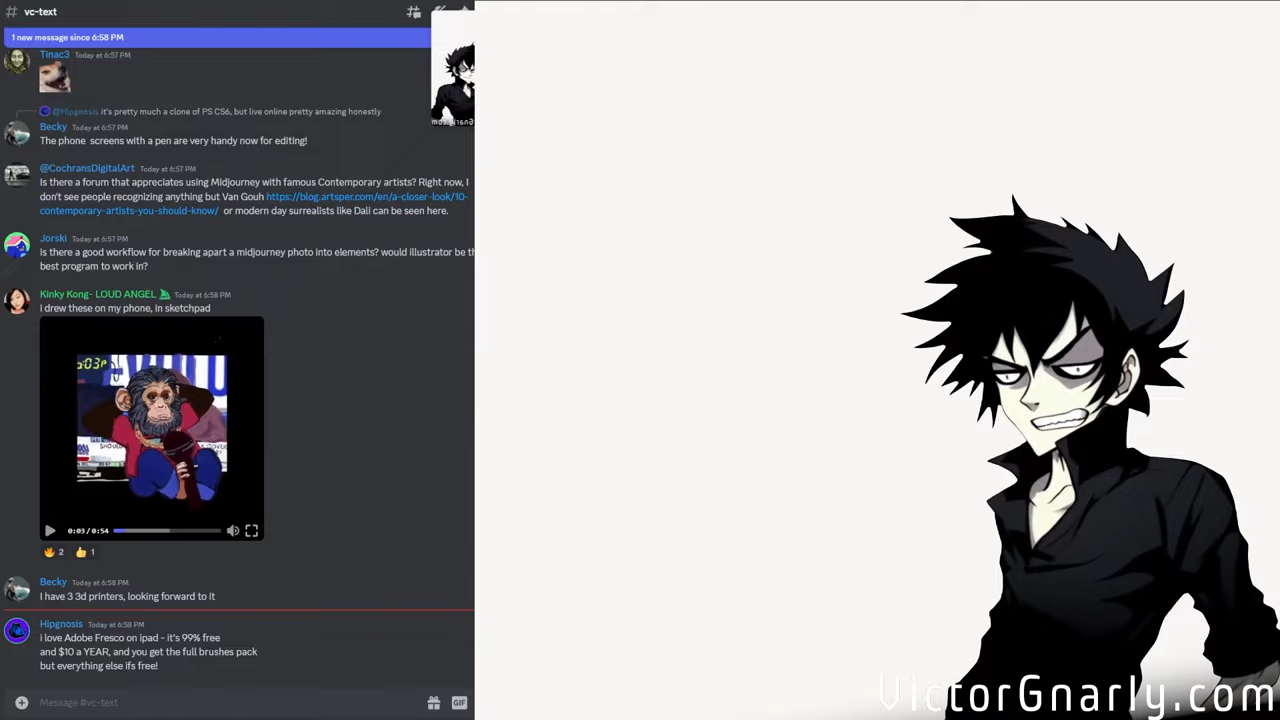 # vc-text
1 new message since 6:58 PM
Tinac3 Today at 6:57 PM
@Hipgnosis it's pretty much a clone of PS CS6, but live online pretty amazing honestly
Becky Today at 6:57 PM
The phone screens with a pen are very handy now for editing!
@CochransDigitalArt Today at 6:57 PM
Is there a forum that appreciates using Midjourney with famous Contemporary artists? Right now, I
don't see people recognizing anything but Van Gouh https://blog.artsper.com/en/a-closer-look/10-
contemporary-artists-you-should-know/ or modern day surrealists like Dali can be seen here.
Jorski Today at 6:57 PM
Is there a good workflow for breaking apart a midjourney photo into elements? would illustrator be th
best program to work in?
Kinky Kong- LOUD ANGEL Today at 6:58 PM
i drew these on my phone, in sketchpad
0:03/0:54
2 1
Becky Today at 6:58 PM
I have 3 3d printers, looking forward to it
Hipgnosis Today at 6:58 PM
i love Adobe Fresco on ipad - it's 99% free
and $10 a YEAR, and you get the full brushes pack
but everything else ifs free!
Message #vc-text
GIF
VictorGnarly.com